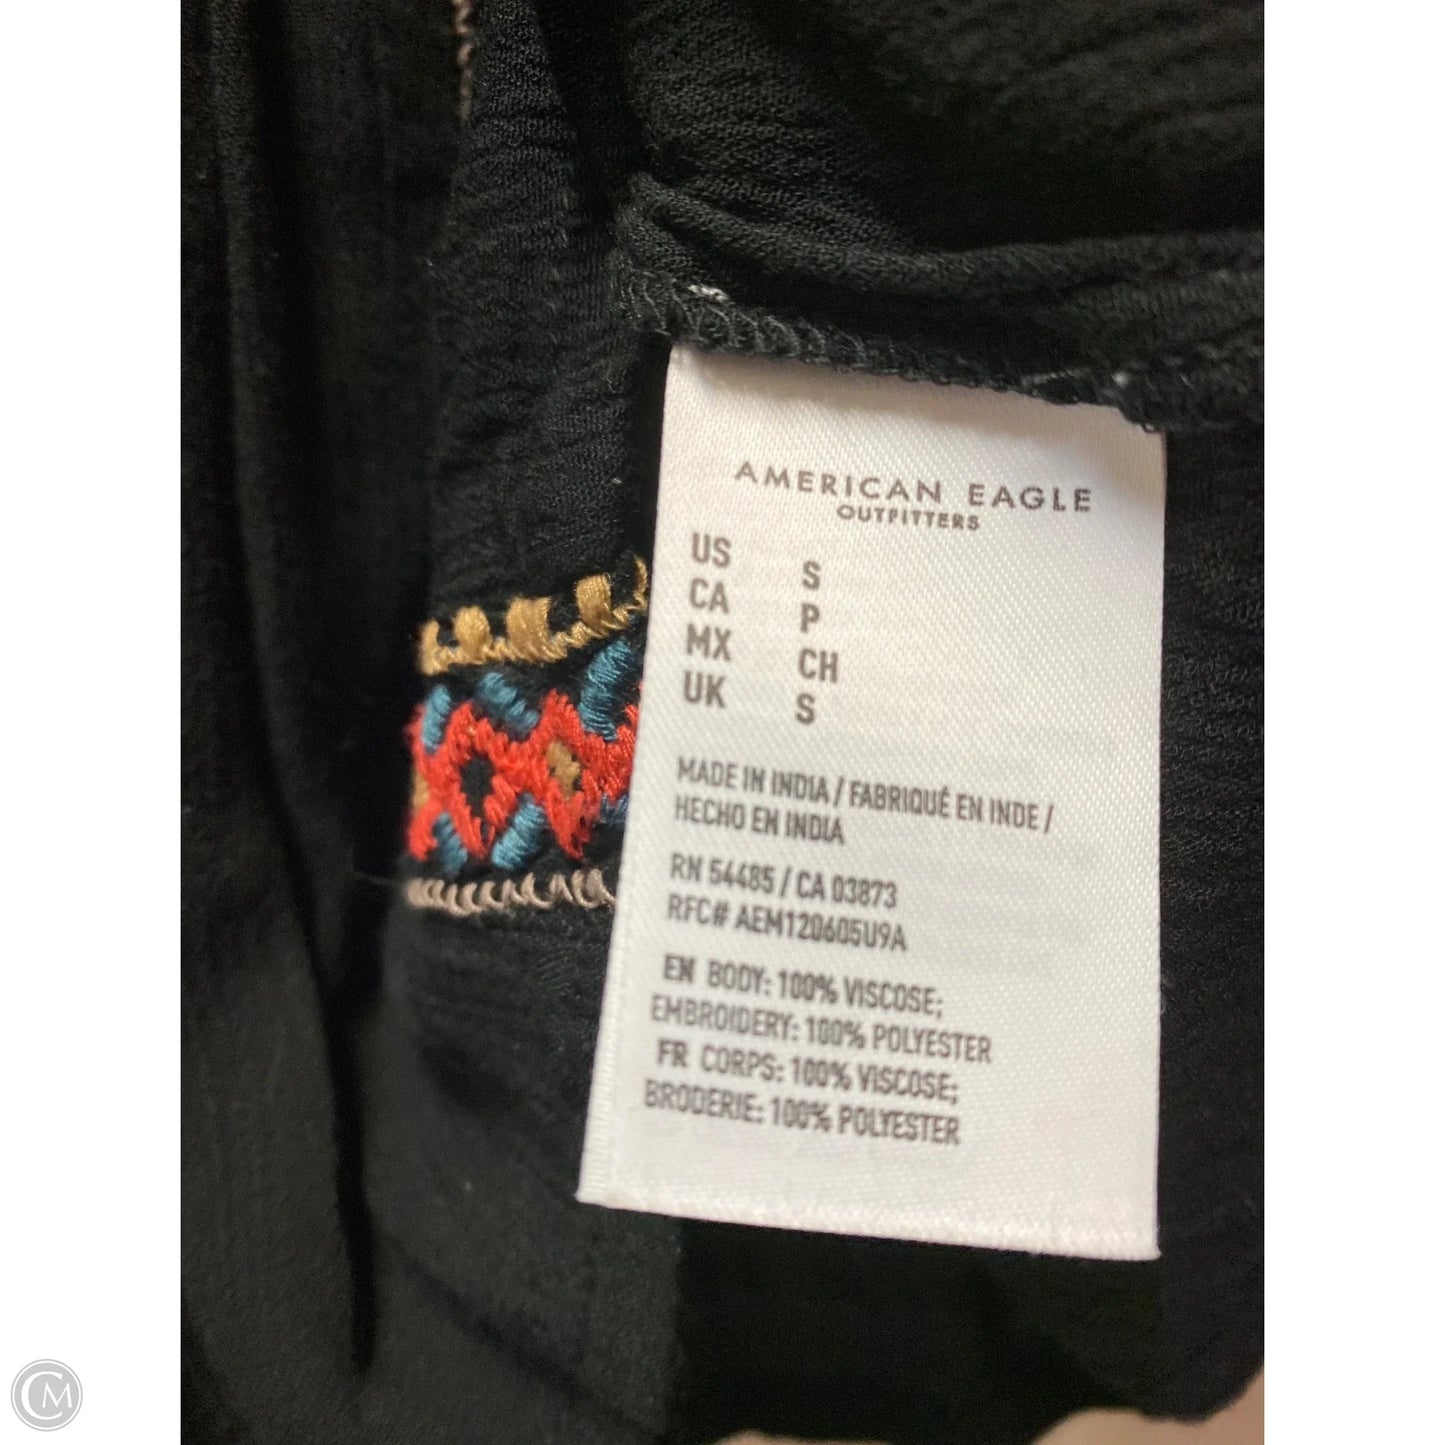 AMERICAN EAGLE
OUTFITTERS
US S
CA P
MX CH
UK S
MADE IN INDIA / FABRIQUÉ EN INDE /
HECHO EN INDIA
RN 54485 / CA 03873
RFC# AEM120605U9A
EN BODY: 100% VISCOSE;
EMBROIDERY: 100% POLYESTER
FR CORPS: 100% VISCOSE;
BRODERIE: 100% POLYESTER
CM